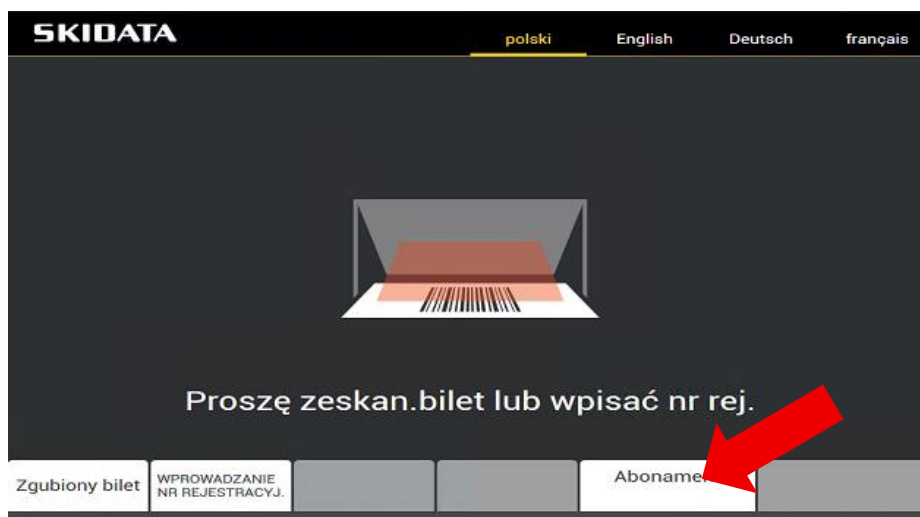 SKIDATA
polski English Deutsch français
Proszę zeskan.bilet lub wpisać nr rej.
Zgubiony bilet
WPROWADZANIE
NR REJESTRACYJ.